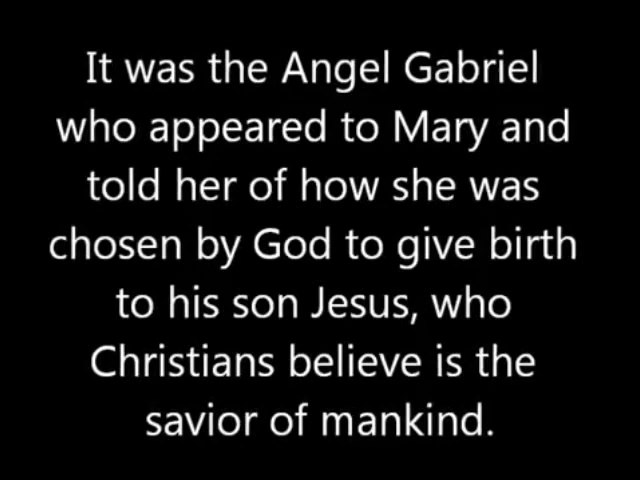 It was the Angel Gabriel
who appeared to Mary and
told her of how she was
chosen by God to give birth
to his son Jesus, who
Christians believe is the
savior of mankind.